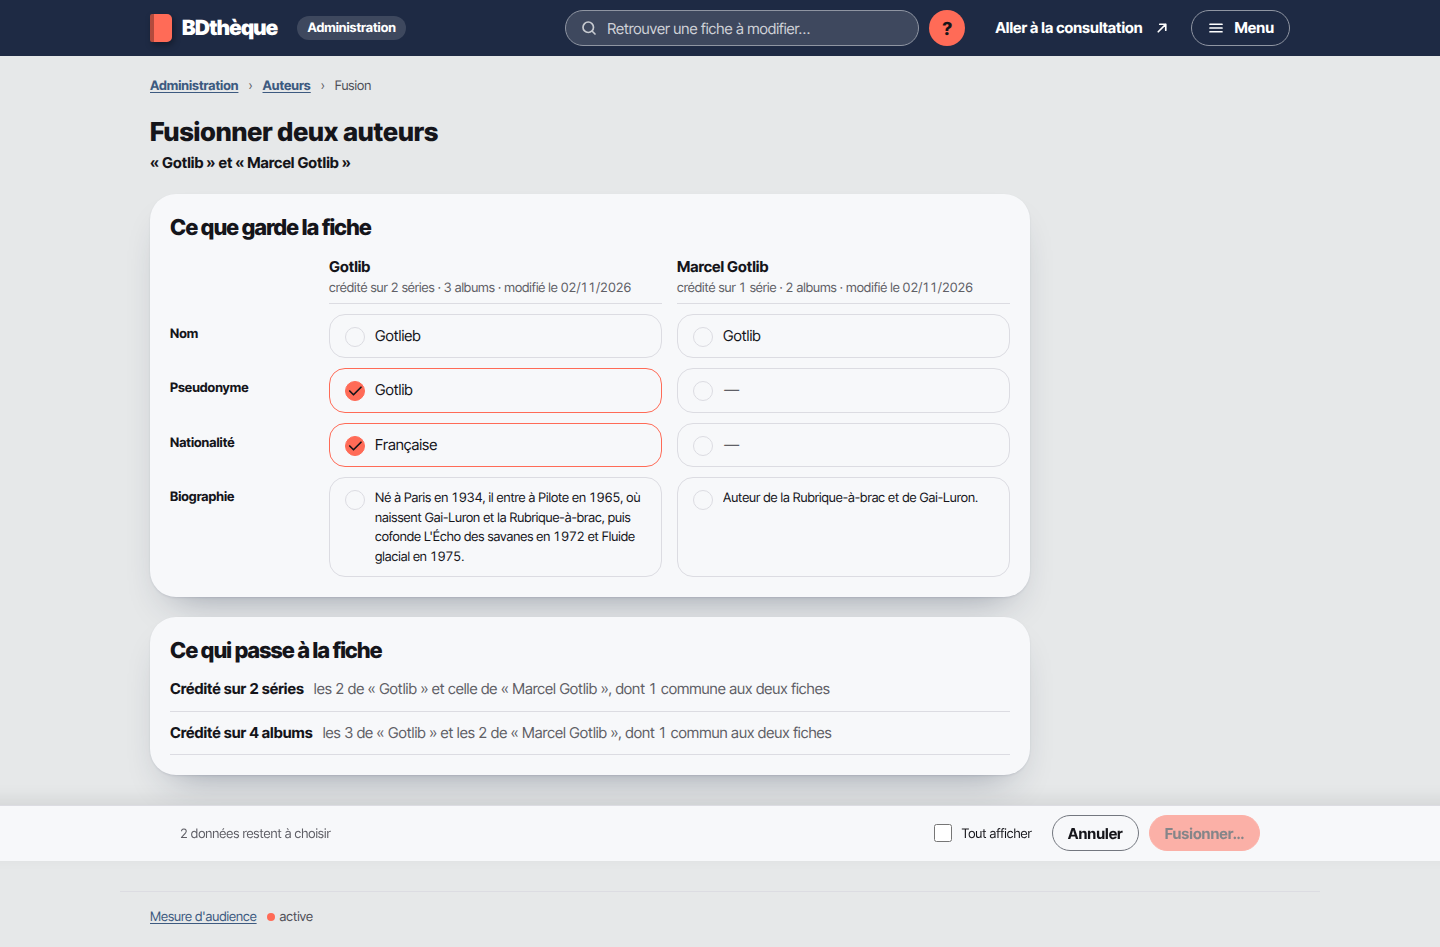 BDthèque
Administration
Retrouver une fiche à modifier...
?
Aller à la consultation
Menu
Administration › Auteurs › Fusion
Fusionner deux auteurs
« Gotlib » et « Marcel Gotlib »
Ce que garde la fiche
Gotlib
crédité sur 2 séries · 3 albums · modifié le 02/11/2026
Marcel Gotlib
crédité sur 1 série · 2 albums · modifié le 02/11/2026
Nom
Gotlieb
Gotlib
Pseudonyme
Gotlib
—
Nationalité
Française
—
Biographie
Né à Paris en 1934, il entre à Pilote en 1965, où
naissent Gai-Luron et la Rubrique-à-brac, puis
cofonde L'Écho des savanes en 1972 et Fluide
glacial en 1975.
Auteur de la Rubrique-à-brac et de Gai-Luron.
Ce qui passe à la fiche
Crédité sur 2 séries les 2 de « Gotlib » et celle de « Marcel Gotlib », dont 1 commune aux deux fiches
Crédité sur 4 albums les 3 de « Gotlib » et les 2 de « Marcel Gotlib », dont 1 commun aux deux fiches
2 données restent à choisir
Tout afficher
Annuler
Fusionner...
Mesure d'audience
active